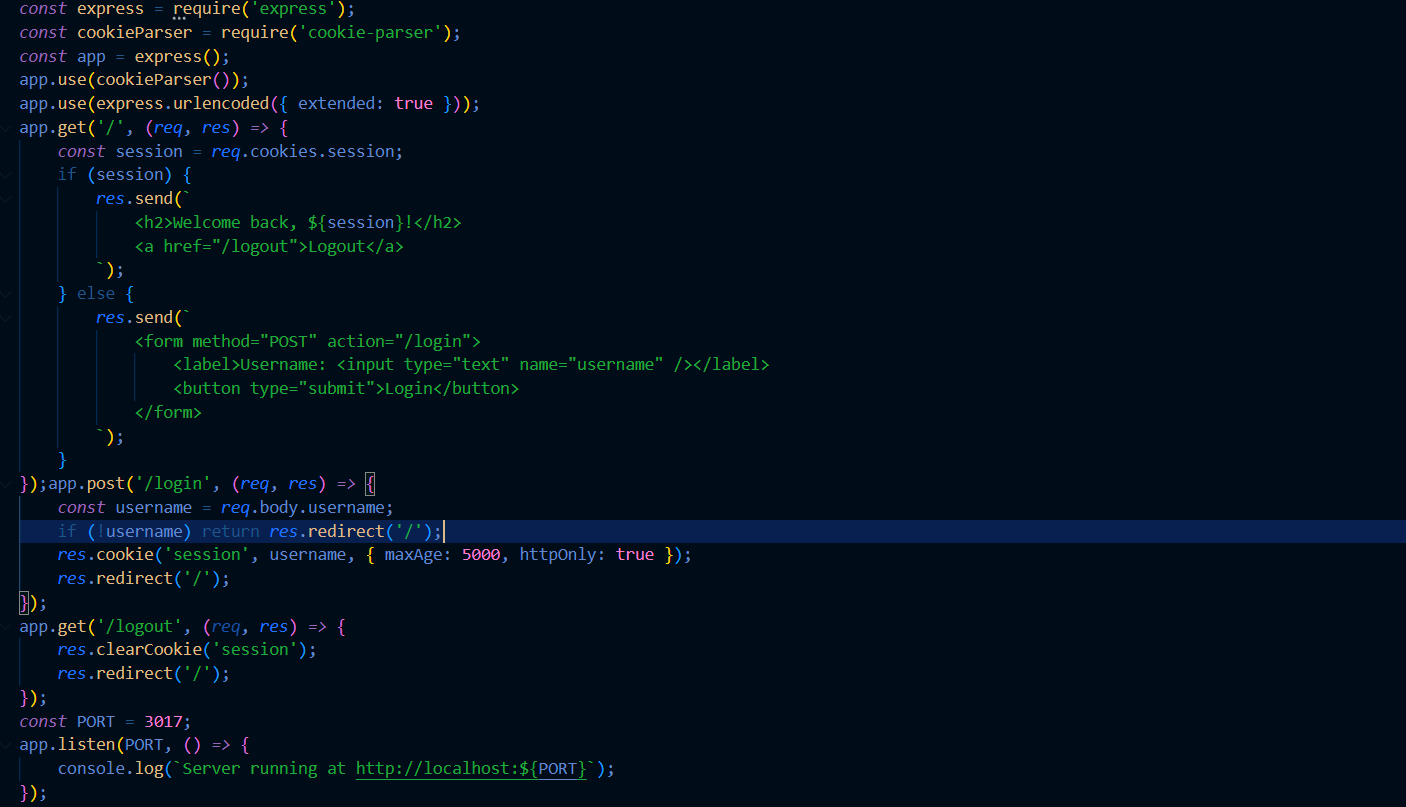 const express = require('express');
const cookieParser = require('cookie-parser');
const app = express();
app.use(cookieParser());
app.use(express.urlencoded({ extended: true }));
app.get('/', (req, res) => {
    const session = req.cookies.session;
    if (session) {
        res.send(`
            <h2>Welcome back, ${session}!</h2>
            <a href="/logout">Logout</a>
        `);
    } else {
        res.send(`
            <form method="POST" action="/login">
                <label>Username: <input type="text" name="username" /></label>
                <button type="submit">Login</button>
            </form>
        `);
    }
});app.post('/login', (req, res) => {
    const username = req.body.username;
    if (!username) return res.redirect('/');
    res.cookie('session', username, { maxAge: 5000, httpOnly: true });
    res.redirect('/');
});
app.get('/logout', (req, res) => {
    res.clearCookie('session');
    res.redirect('/');
});
const PORT = 3017;
app.listen(PORT, () => {
    console.log(`Server running at http://localhost:${PORT}`);
});